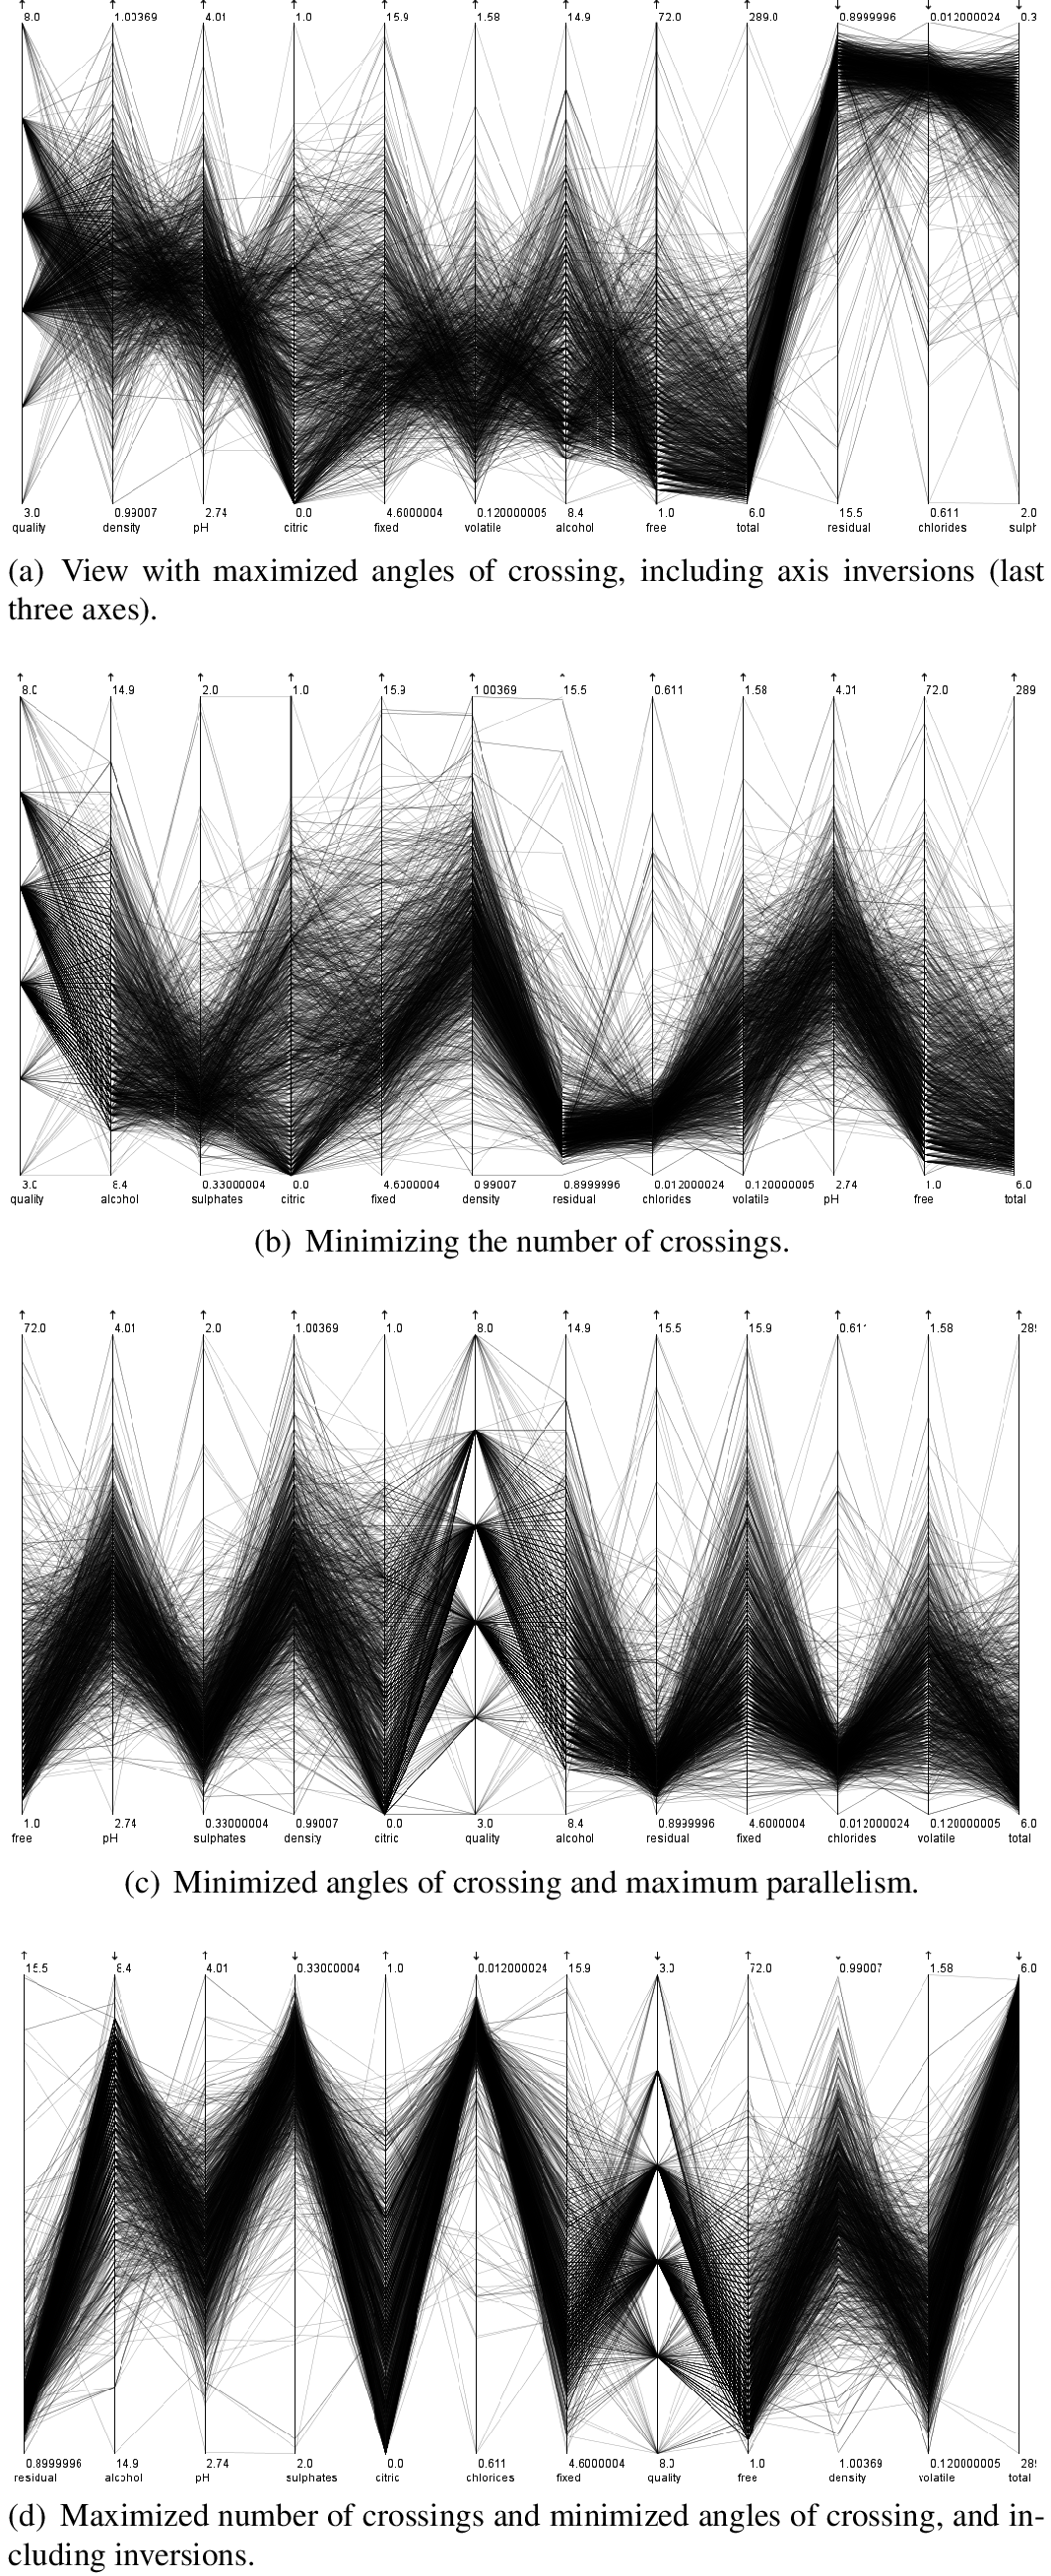 8.0 1.00369 4.01 1.0 15.9 1.58 14.9 72.0 289.0 0.8999996 0.012000024 0.3
3.0 0.99007 2.74 0.0 4.6000004 0.120000005 8.4 1.0 6.0 15.5 0.611 2.0
quality density pH citric fixed volatile alcohol free total residual chlorides sulph
(a) View with maximized angles of crossing, including axis inversions (last
three axes).
8.0 14.9 2.0 1.0 15.9 1.00369 15.5 0.611 1.58 4.01 72.0 289
3.0 8.4 0.33000004 0.0 4.6000004 0.99007 0.8999996 0.012000024 0.120000005 2.74 1.0 6.0
quality alcohol sulphates citric fixed density residual chlorides volatile pH free total
(b) Minimizing the number of crossings.
72.0 4.01 2.0 1.00369 1.0 8.0 14.9 15.5 15.9 0.61 1.58 28
1.0 2.74 0.33000004 0.99007 0.0 3.0 8.4 0.8999996 4.6000004 0.012000024 0.120000005 6.0
free pH sulphates density citric quality alcohol residual fixed chlorides volatile total
(c) Minimized angles of crossing and maximum parallelism.
15.5 8.4 4.01 0.33000004 1.0 0.012000024 15.9 3.0 72.0 0.99007 1.58 6.0
0.8999996 14.9 2.74 2.0 0.0 0.611 4.6000004 8.0 1.0 1.00369 0.120000005 28
residual alcohol pH sulphates citric chlorides fixed quality free density volatile total
(d) Maximized number of crossings and minimized angles of crossing, and in-
cluding inversions.